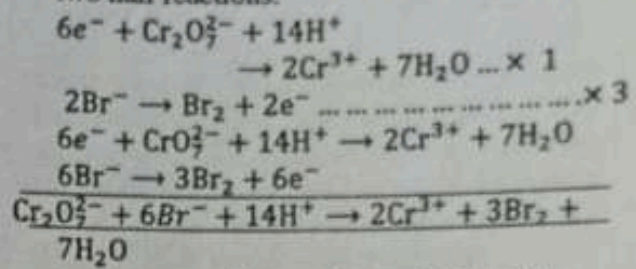 6e⁻ + Cr₂O₇²⁻ + 14H⁺
→ 2Cr³⁺ + 7H₂O ... × 1
2Br⁻ → Br₂ + 2e⁻ ... ... ... ... ... ... ... ... ....× 3
6e⁻ + CrO₇²⁻ + 14H⁺ → 2Cr³⁺ + 7H₂O
6Br⁻ → 3Br₂ + 6e⁻
Cr₂O₇²⁻ + 6Br⁻ + 14H⁺ → 2Cr³⁺ + 3Br₂ +
7H₂O